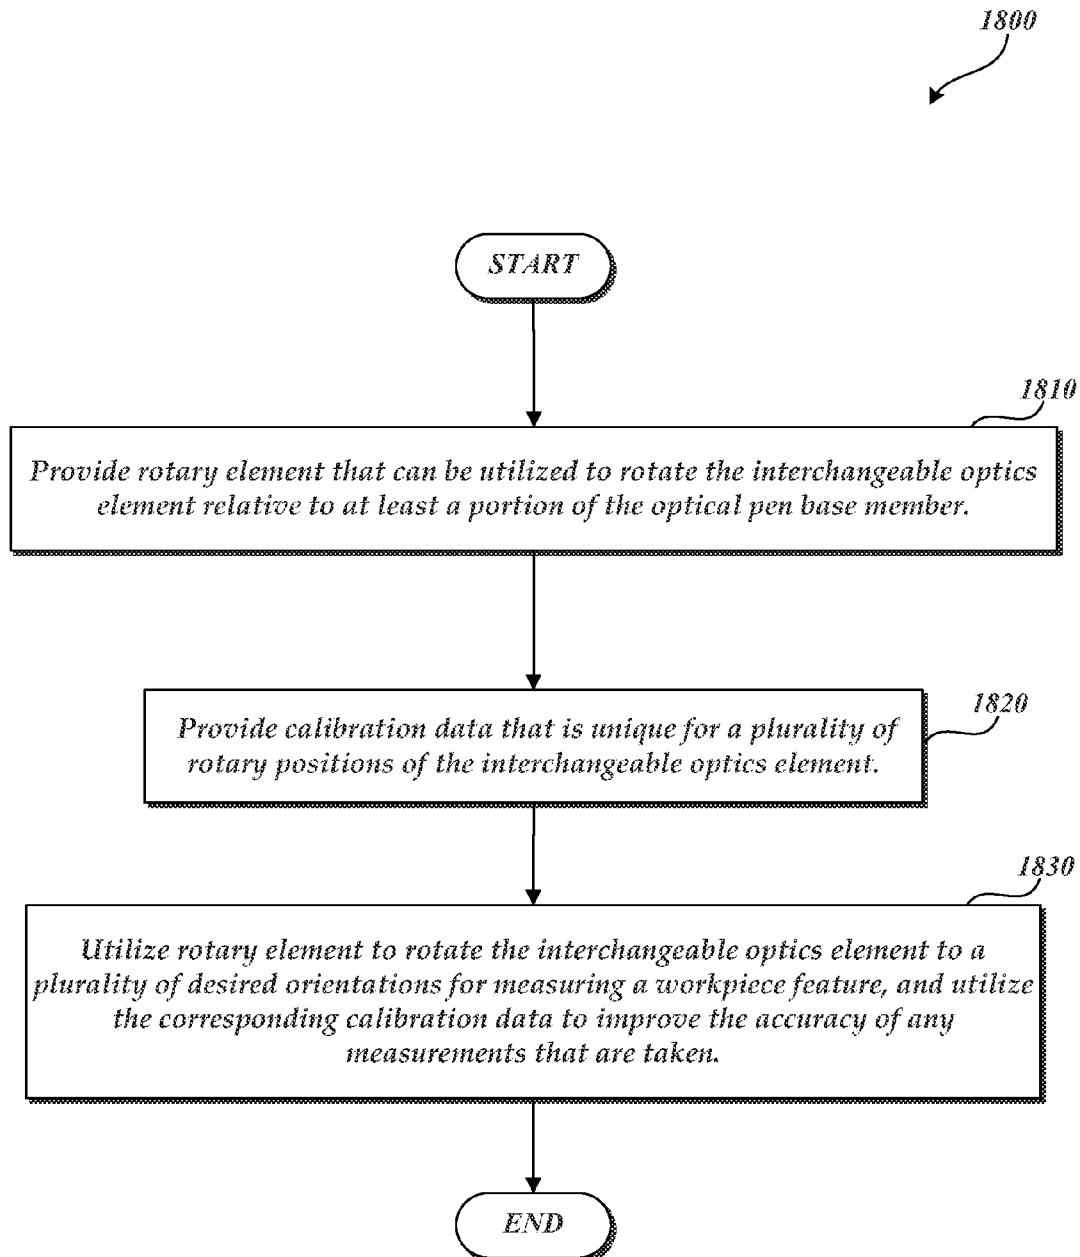 1800
START
1810
Provide rotary element that can be utilized to rotate the interchangeable optics
element relative to at least a portion of the optical pen base member.
1820
Provide calibration data that is unique for a plurality of
rotary positions of the interchangeable optics element.
1830
Utilize rotary element to rotate the interchangeable optics element to a
plurality of desired orientations for measuring a workpiece feature, and utilize
the corresponding calibration data to improve the accuracy of any
measurements that are taken.
END